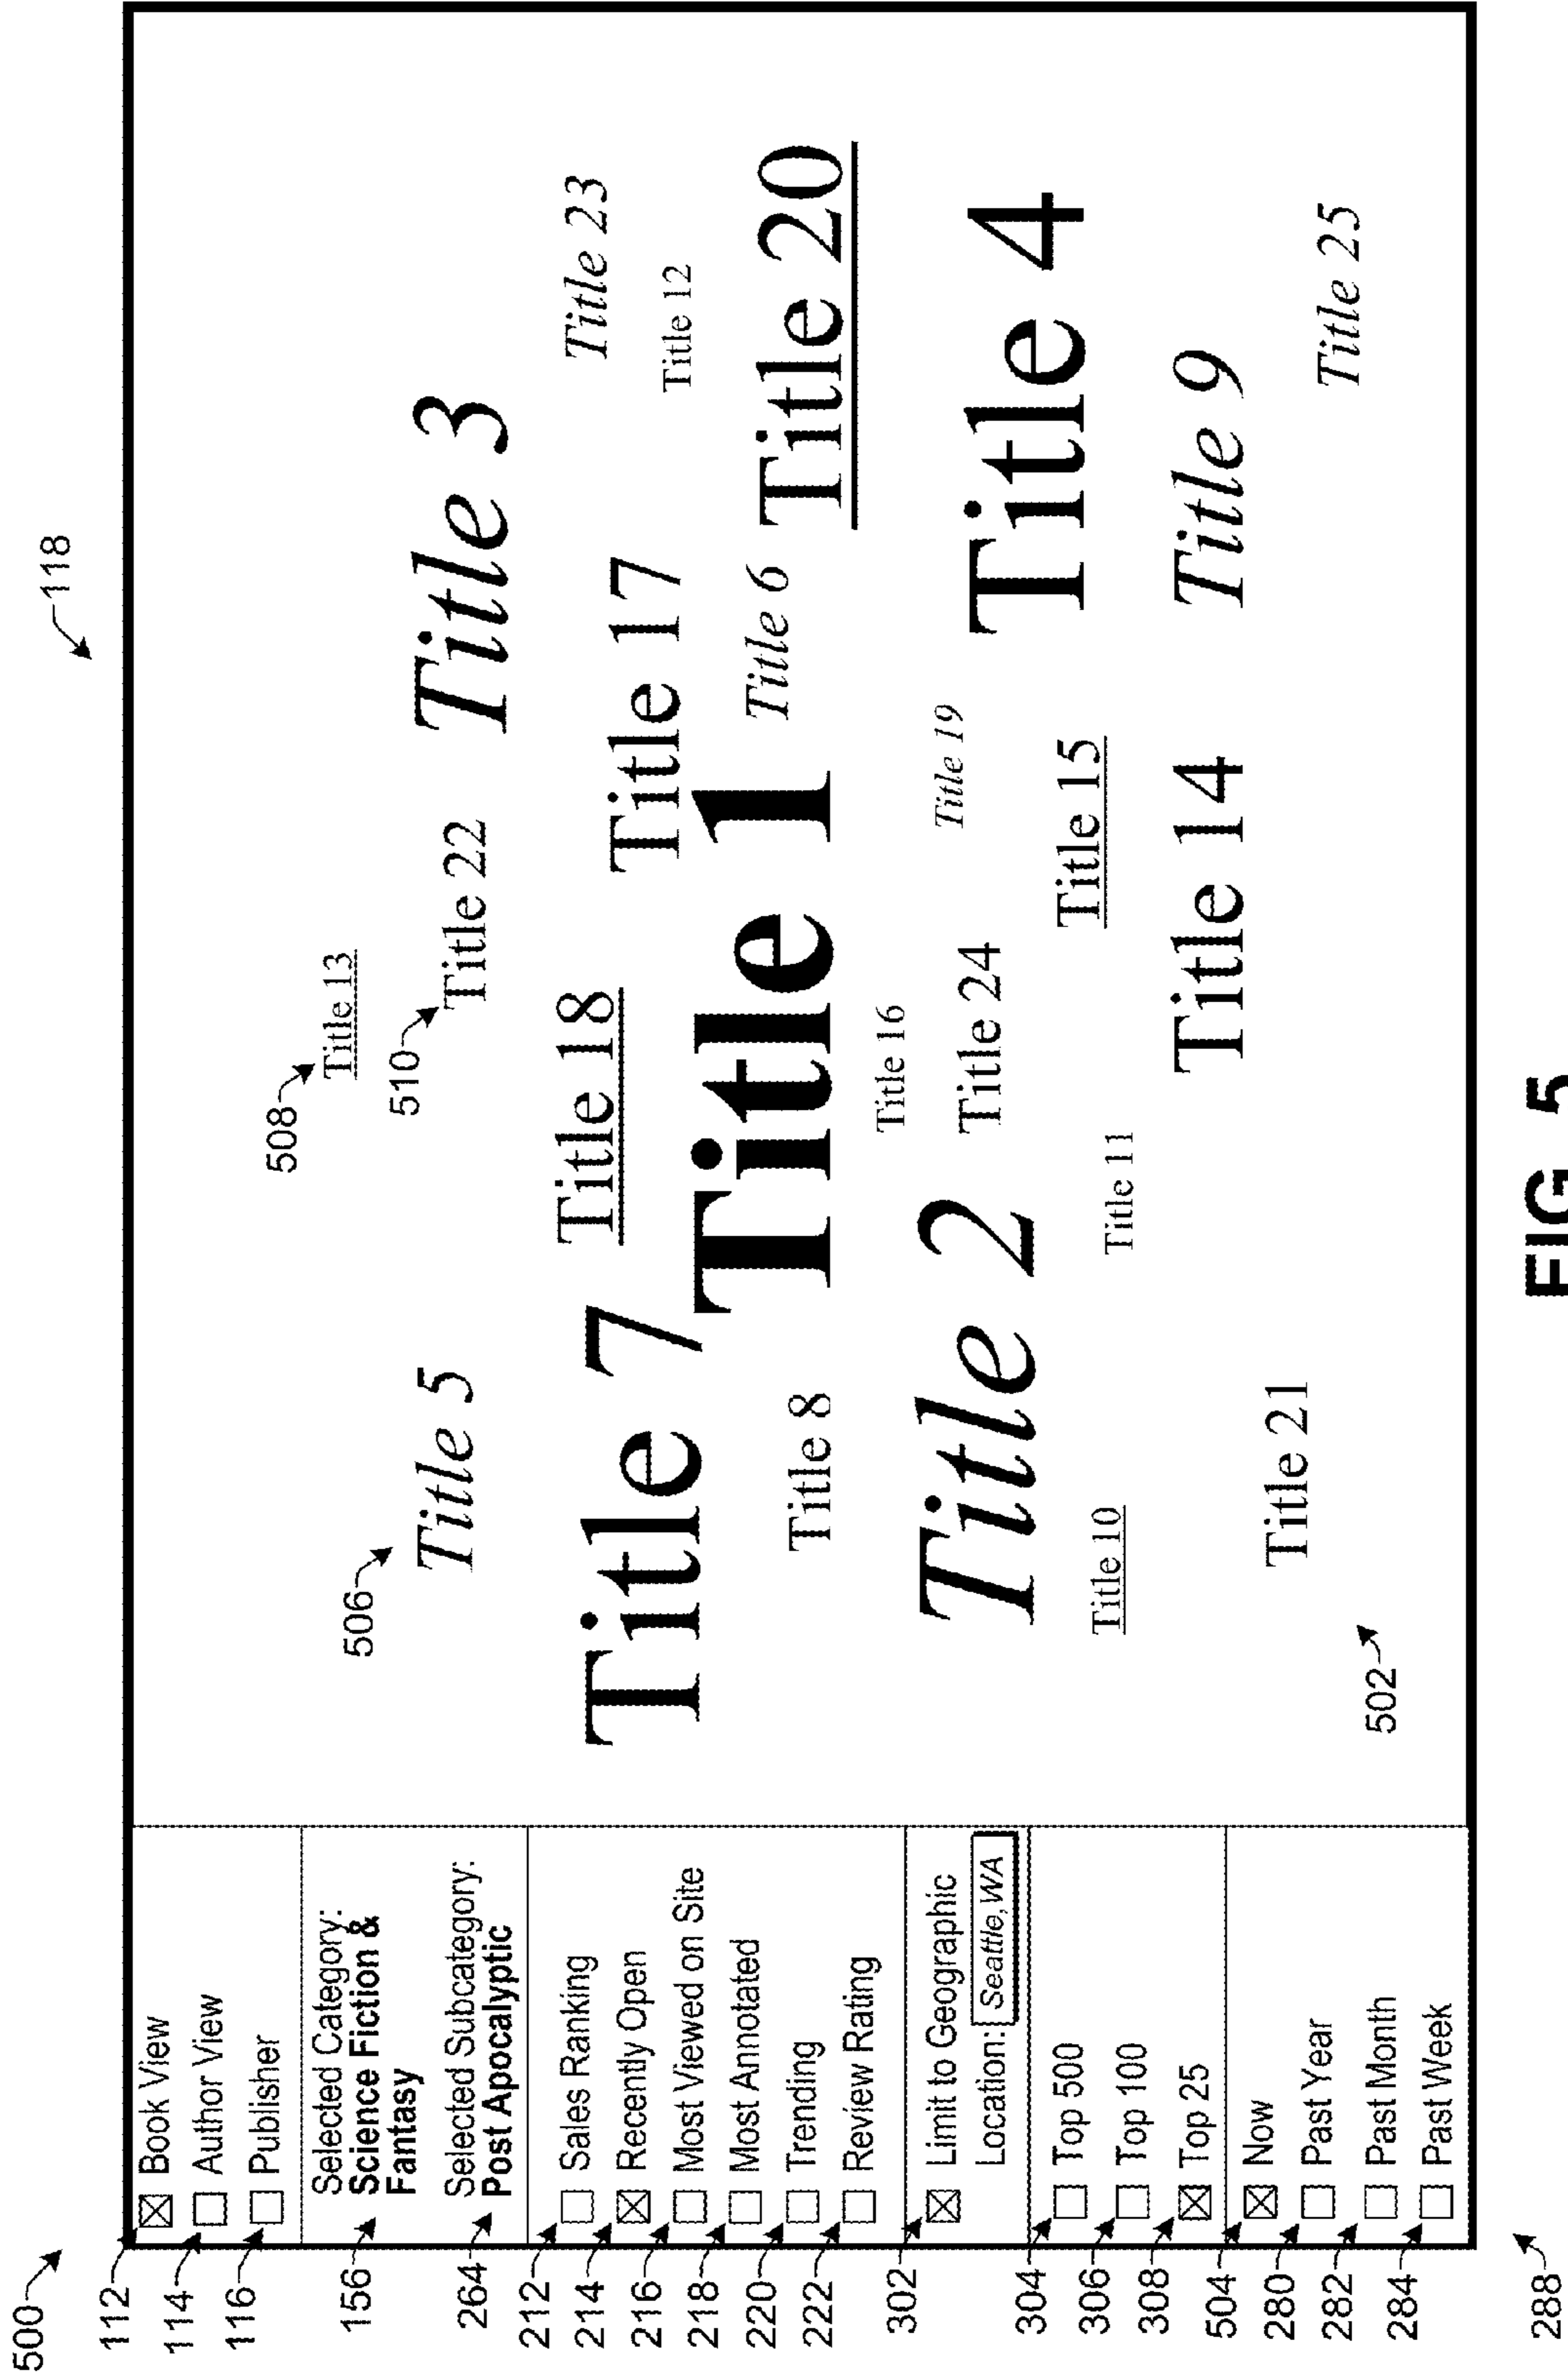 500
118
112
☒ Book View
114
☐ Author View
116
☐ Publisher
156
Selected Category:
Science Fiction &
Fantasy
264
Selected Subcategory:
Post Apocalyptic
212
☐ Sales Ranking
214
☒ Recently Open
216
☐ Most Viewed on Site
218
☐ Most Annotated
220
☐ Trending
222
☐ Review Rating
302
☒ Limit to Geographic
Location: Seattle,WA
304
☐ Top 500
306
☐ Top 100
308
☒ Top 25
504
☒ Now
280
☐ Past Year
282
☐ Past Month
284
☐ Past Week
288
508
Title 13
506
Title 5
510
Title 22
Title 3
Title 18
Title 23
Title 7
Title 17
Title 12
Title 1
Title 6
Title 20
Title 8
Title 16
Title 19
Title 2
Title 24
Title 4
Title 15
Title 10
Title 11
Title 14
Title 9
Title 21
Title 25
502
FIG. 5